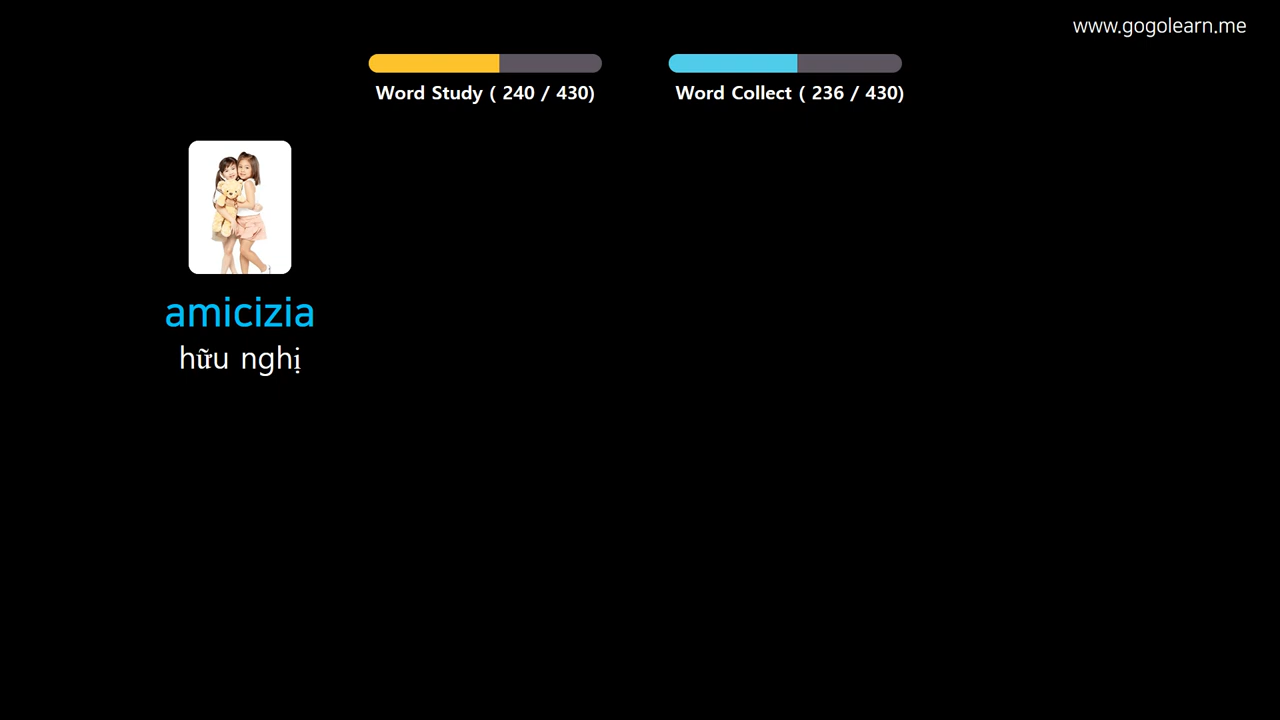 www.gogolearn.me
Word Study ( 240 / 430)
Word Collect ( 236 / 430)
amicizia
hữu nghị